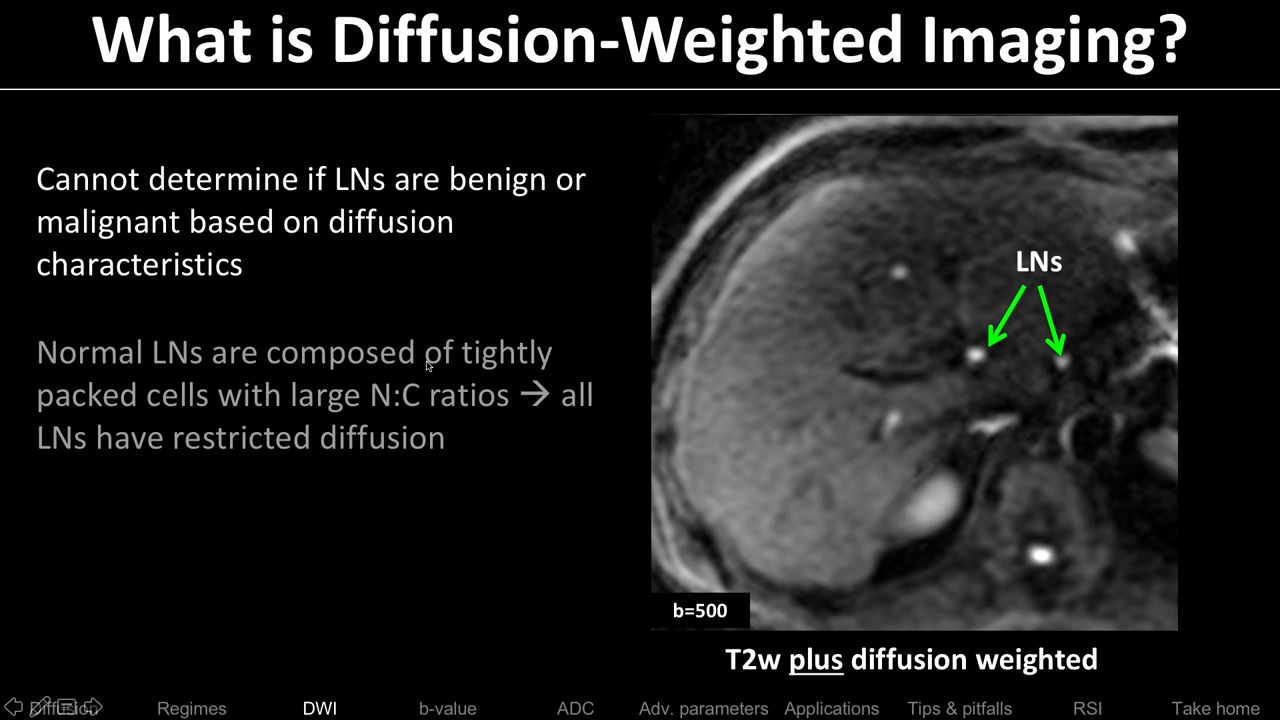 What is Diffusion-Weighted Imaging?
Cannot determine if LNs are benign or
malignant based on diffusion
characteristics
Normal LNs are composed of tightly
packed cells with large N:C ratios → all
LNs have restricted diffusion
LNs
b=500
T2w plus diffusion weighted
Diffusion Regimes DWI b-value ADC Adv. parameters Applications Tips & pitfalls RSI Take home